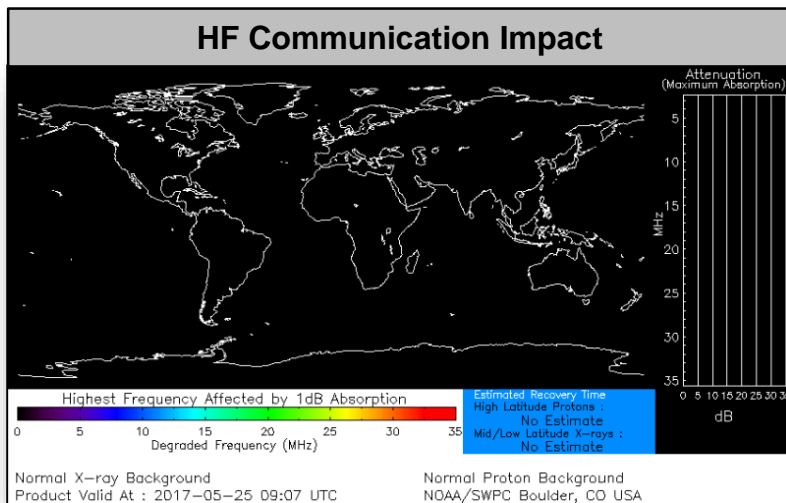 HF Communication Impact
Attenuation
(Maximum Absorption)
5
10
15
20
25
30
35
MHz
0 5 10 15 20 25 30 35
dB
Highest Frequency Affected by 1dB Absorption
0 5 10 15 20 25 30 35
Degraded Frequency (MHz)
Estimated Recovery Time
High Latitude Protons :
No Estimate
Mid/Low Latitude X-rays :
No Estimate
Normal X-ray Background
Product Valid At : 2017-05-25 09:07 UTC
Normal Proton Background
NOAA/SWPC Boulder, CO USA